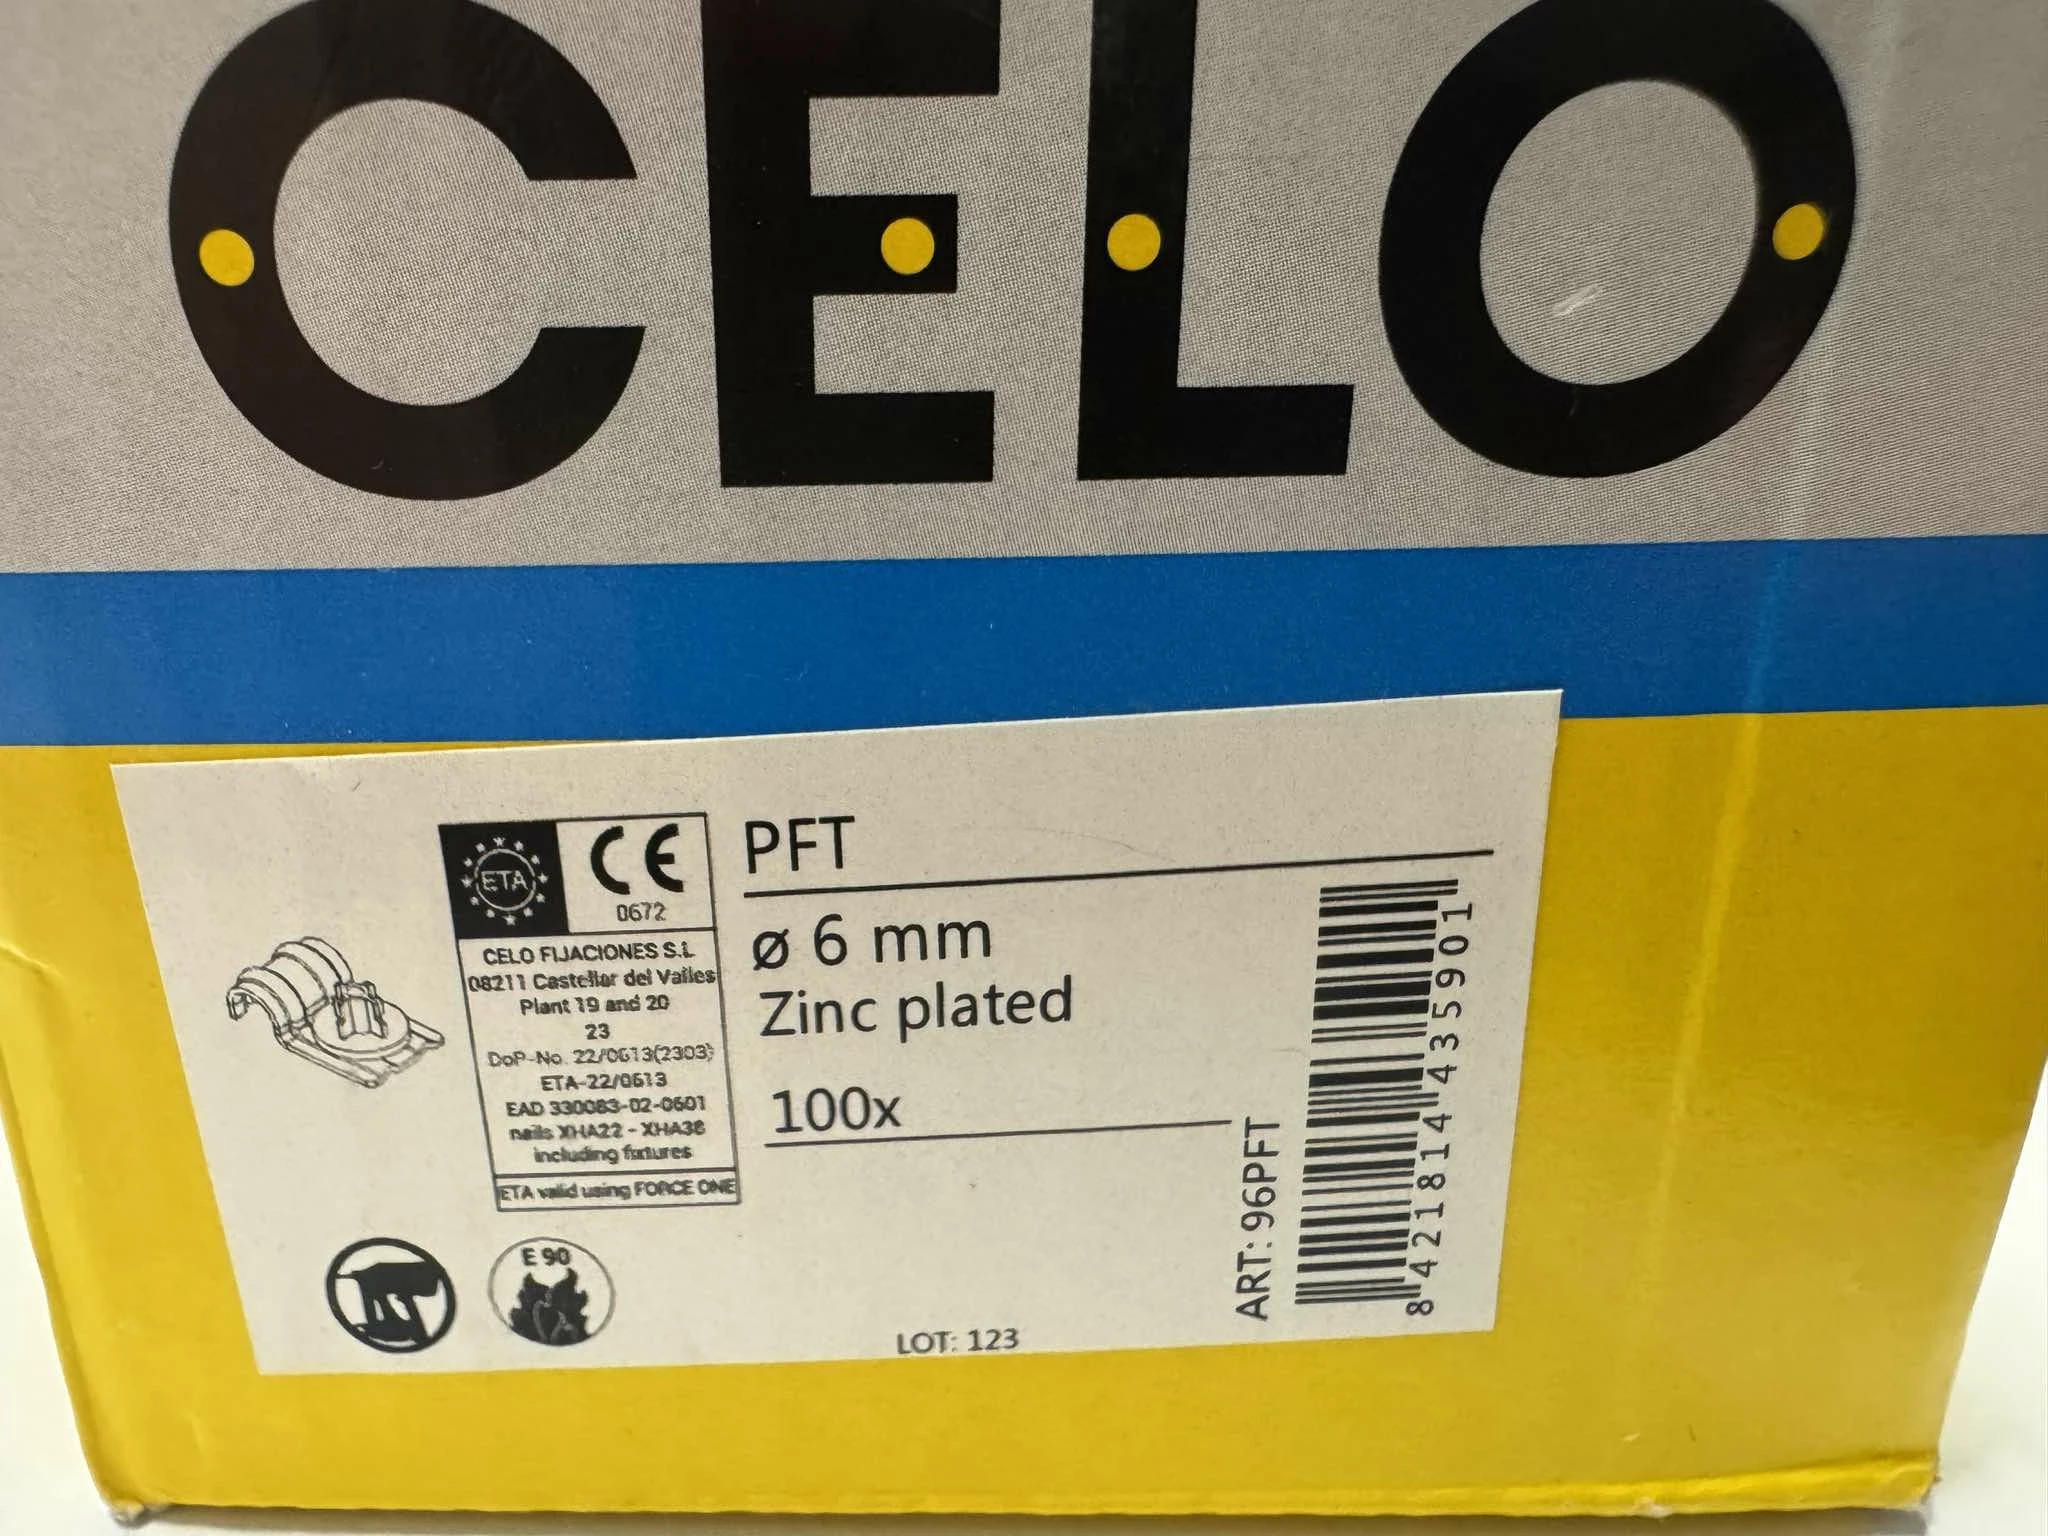 CELO
PFT
ø 6 mm
Zinc plated
100x
ETA
CE
0672
CELO FIJACIONES S.L
08211 Castellar del Valles
Plant 19 and 20
23
DoP-No. 22/0613(2303)
ETA-22/0613
EAD 330083-02-0601
nails XHA22 - XHA38
including fixtures
ETA valid using FORCE ONE
E 90
LOT: 123
ART: 96PFT
8 421814 435901